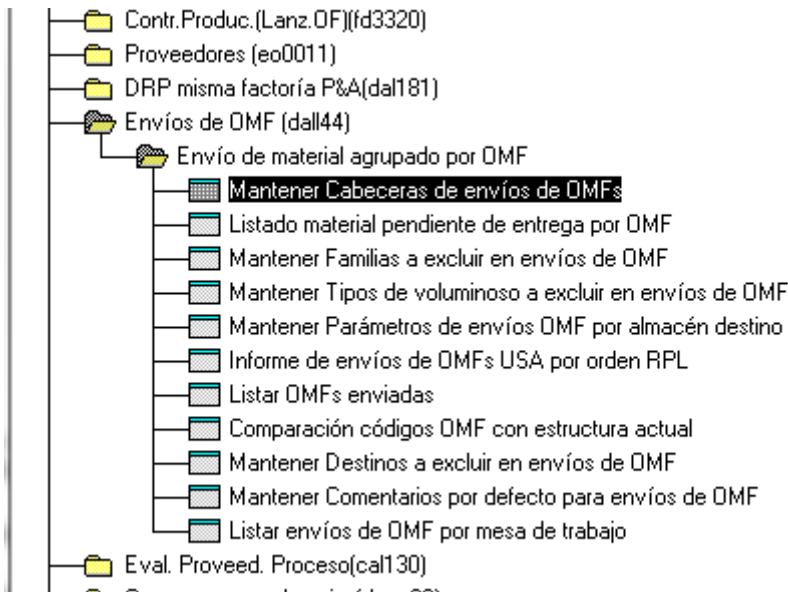 Contr.Produc.(Lanz.OF)(fd3320)
Proveedores (eo0011)
DRP misma factoría P&A(dal181)
Envíos de OMF (dall44)
Envío de material agrupado por OMF
Mantener Cabeceras de envíos de OMFs
Listado material pendiente de entrega por OMF
Mantener Familias a excluir en envíos de OMF
Mantener Tipos de voluminoso a excluir en envíos de OMF
Mantener Parámetros de envíos OMF por almacén destino
Informe de envíos de OMFs USA por orden RPL
Listar OMFs enviadas
Comparación códigos OMF con estructura actual
Mantener Destinos a excluir en envíos de OMF
Mantener Comentarios por defecto para envíos de OMF
Listar envíos de OMF por mesa de trabajo
Eval. Proveed. Proceso(cal130)